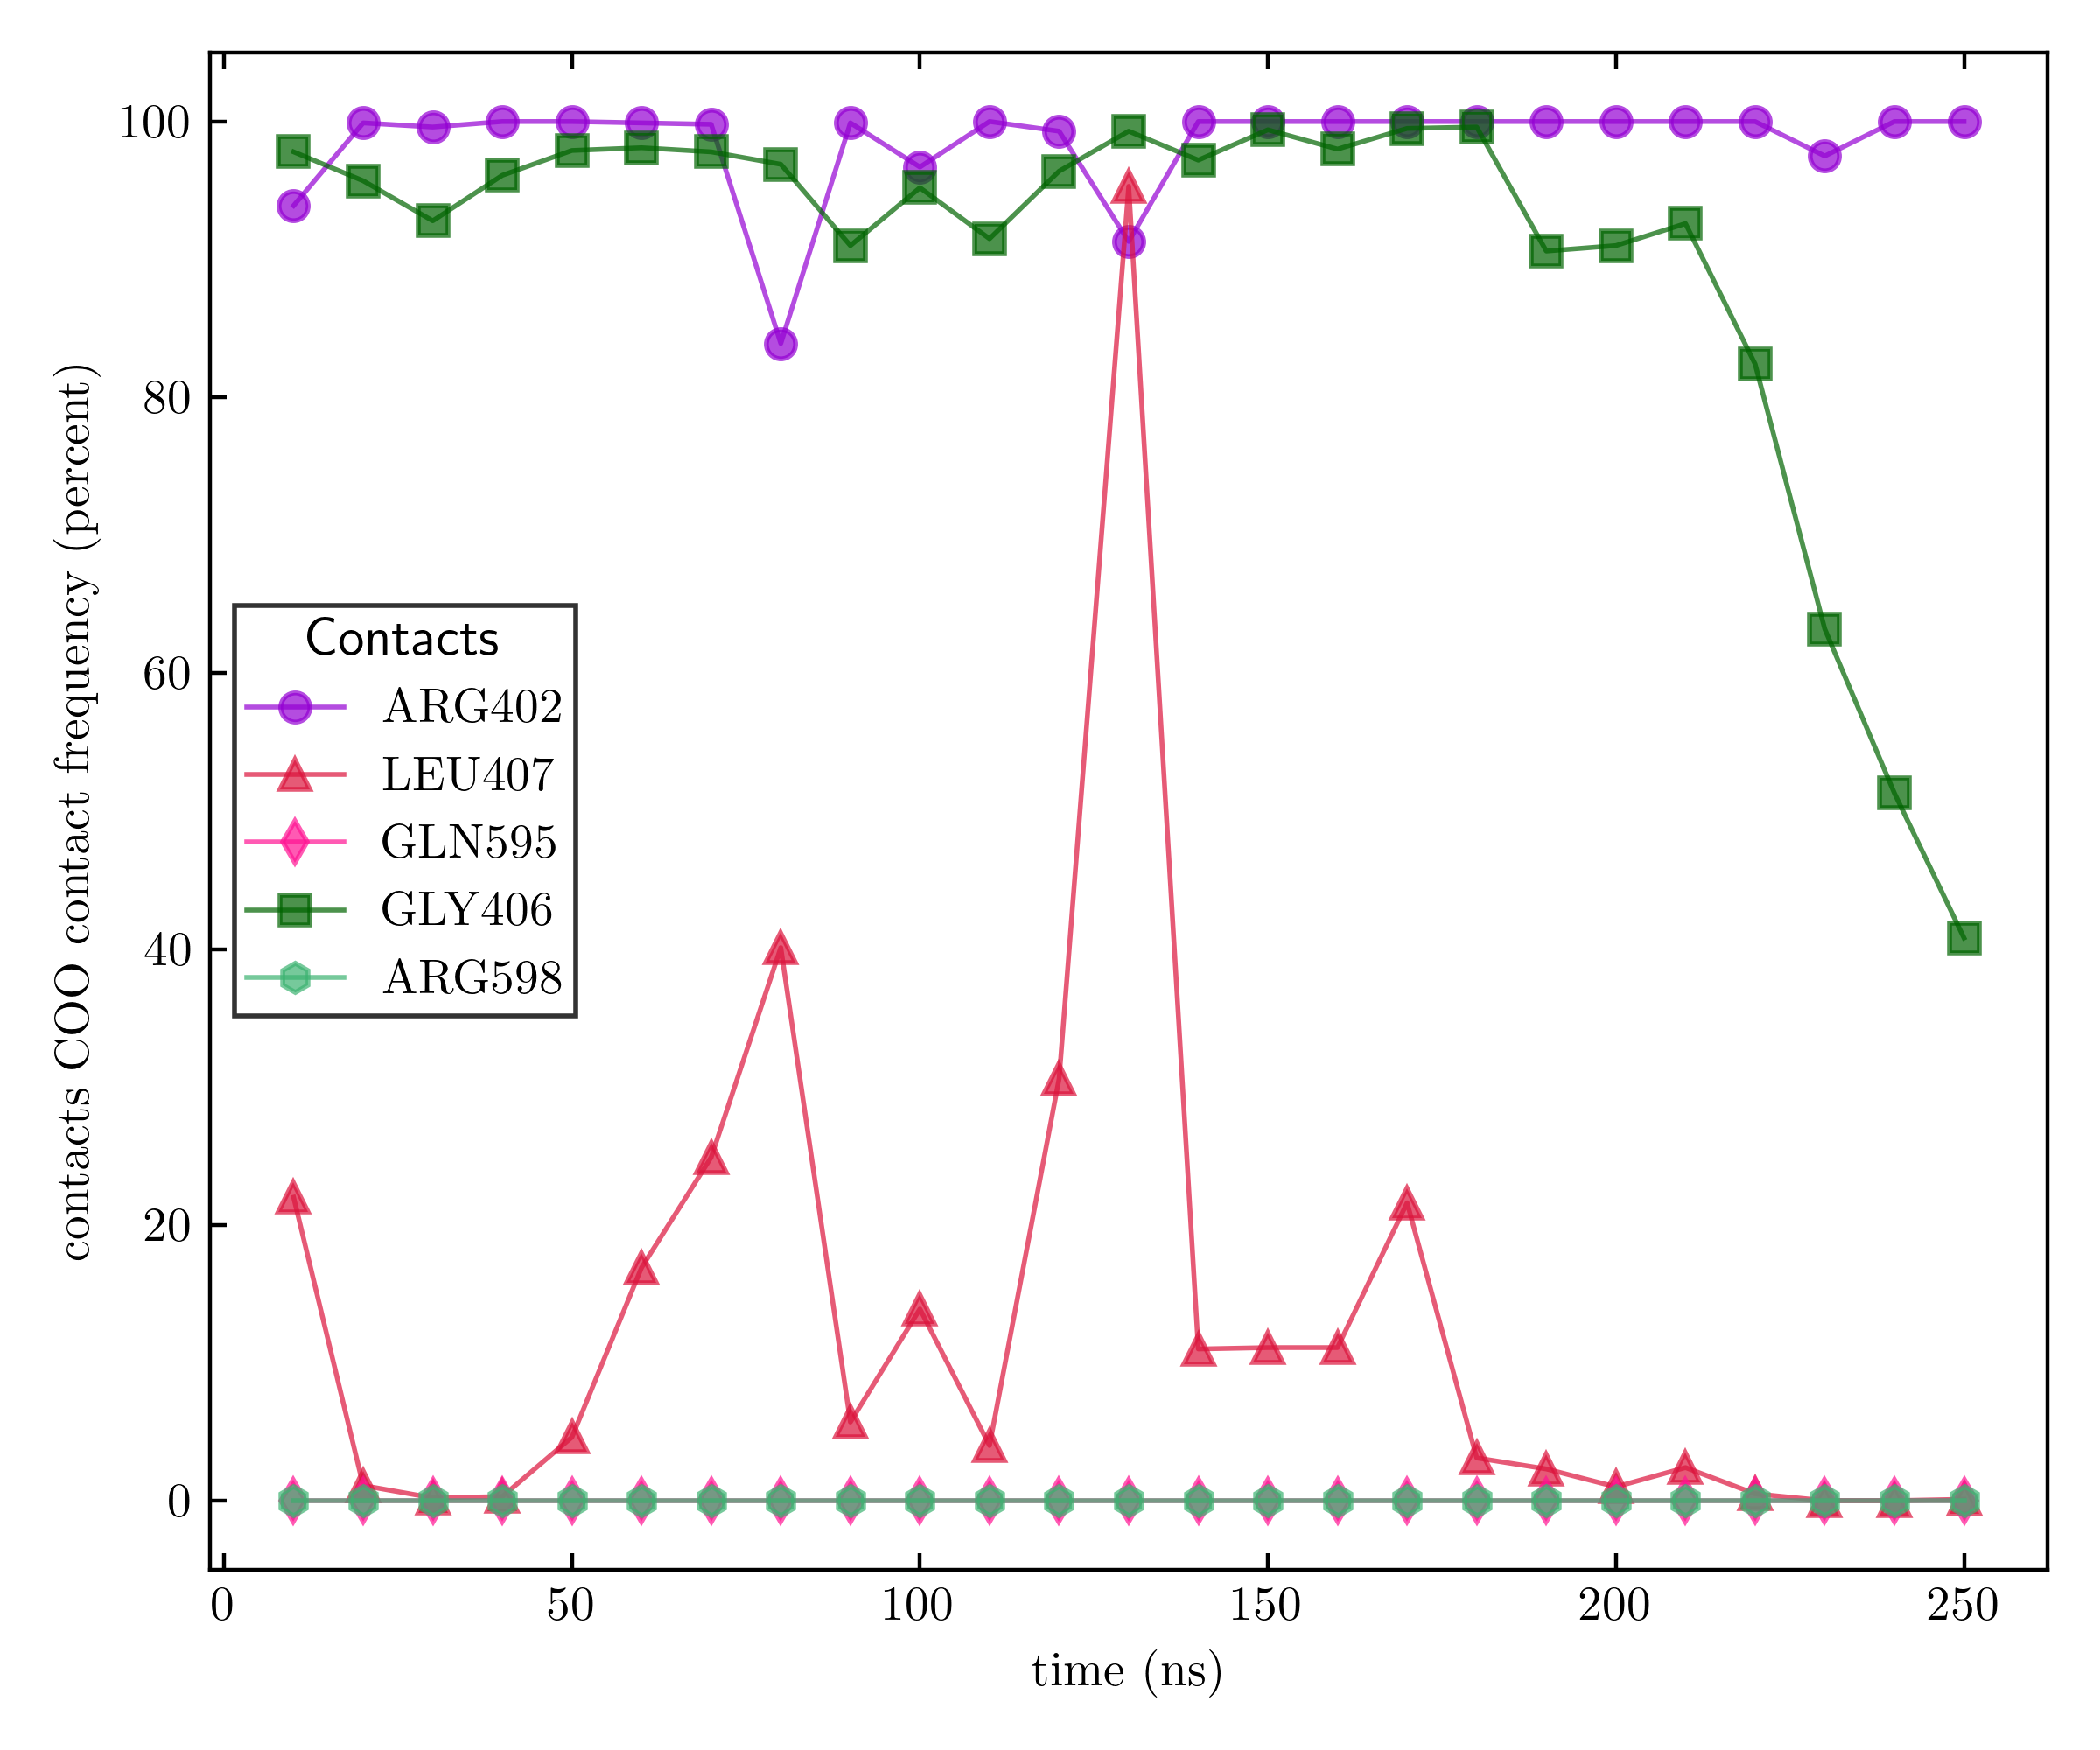 contacts COO contact frequency (percent)
100
80
60
40
20
0
Contacts
ARG402
LEU407
GLN595
GLY406
ARG598
0 50 100 150 200 250
time (ns)